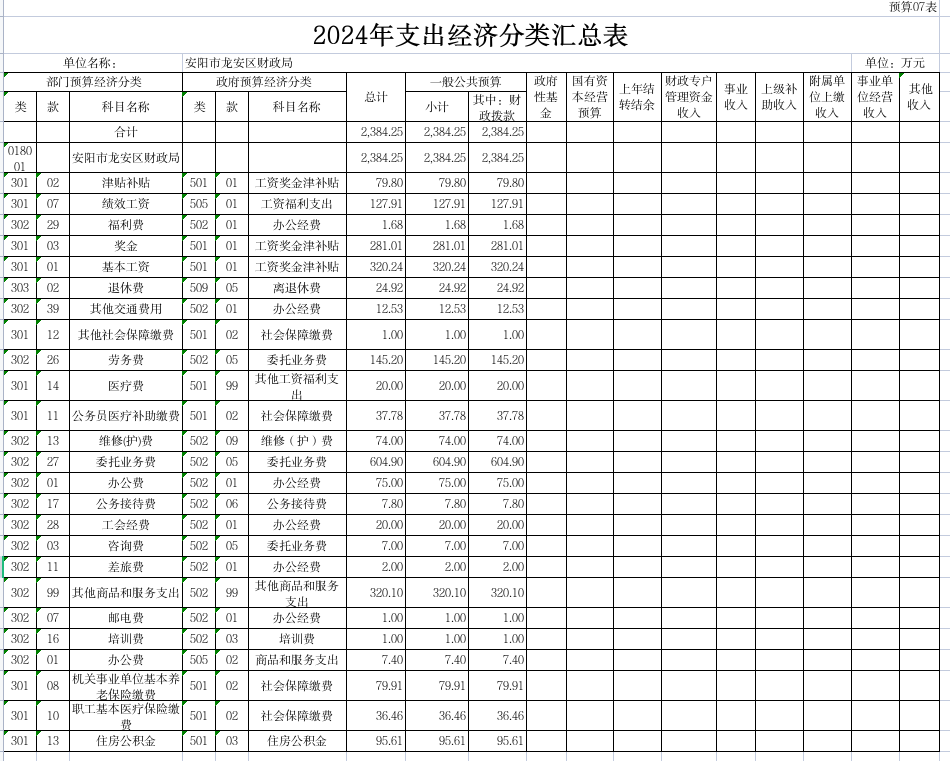 预算07表
2024年支出经济分类汇总表
单位名称: 安阳市龙安区财政局 单位：万元
部门预算经济分类 政府预算经济分类 总计 一般公共预算 政府性基金 国有资本经营预算 上年结转结余 财政专户管理资金收入 事业收入 上级补助收入 附属单位上缴收入 事业单位经营收入 其他收入
类 款 科目名称 类 款 科目名称 小计 其中：财政拨款
合计 2,384.25 2,384.25 2,384.25
018001 安阳市龙安区财政局 2,384.25 2,384.25 2,384.25
301 02 津贴补贴 501 01 工资奖金津补贴 79.80 79.80 79.80
301 07 绩效工资 505 01 工资福利支出 127.91 127.91 127.91
302 29 福利费 502 01 办公经费 1.68 1.68 1.68
301 03 奖金 501 01 工资奖金津补贴 281.01 281.01 281.01
301 01 基本工资 501 01 工资奖金津补贴 320.24 320.24 320.24
303 02 退休费 509 05 离退休费 24.92 24.92 24.92
302 39 其他交通费用 502 01 办公经费 12.53 12.53 12.53
301 12 其他社会保障缴费 501 02 社会保障缴费 1.00 1.00 1.00
302 26 劳务费 502 05 委托业务费 145.20 145.20 145.20
301 14 医疗费 501 99 其他工资福利支出 20.00 20.00 20.00
301 11 公务员医疗补助缴费 501 02 社会保障缴费 37.78 37.78 37.78
302 13 维修(护)费 502 09 维修（护）费 74.00 74.00 74.00
302 27 委托业务费 502 05 委托业务费 604.90 604.90 604.90
302 01 办公费 502 01 办公经费 75.00 75.00 75.00
302 17 公务接待费 502 06 公务接待费 7.80 7.80 7.80
302 28 工会经费 502 01 办公经费 20.00 20.00 20.00
302 03 咨询费 502 05 委托业务费 7.00 7.00 7.00
302 11 差旅费 502 01 办公经费 2.00 2.00 2.00
302 99 其他商品和服务支出 502 99 其他商品和服务支出 320.10 320.10 320.10
302 07 邮电费 502 01 办公经费 1.00 1.00 1.00
302 16 培训费 502 03 培训费 1.00 1.00 1.00
302 01 办公费 505 02 商品和服务支出 7.40 7.40 7.40
301 08 机关事业单位基本养老保险缴费 501 02 社会保障缴费 79.91 79.91 79.91
301 10 职工基本医疗保险缴费 501 02 社会保障缴费 36.46 36.46 36.46
301 13 住房公积金 501 03 住房公积金 95.61 95.61 95.61